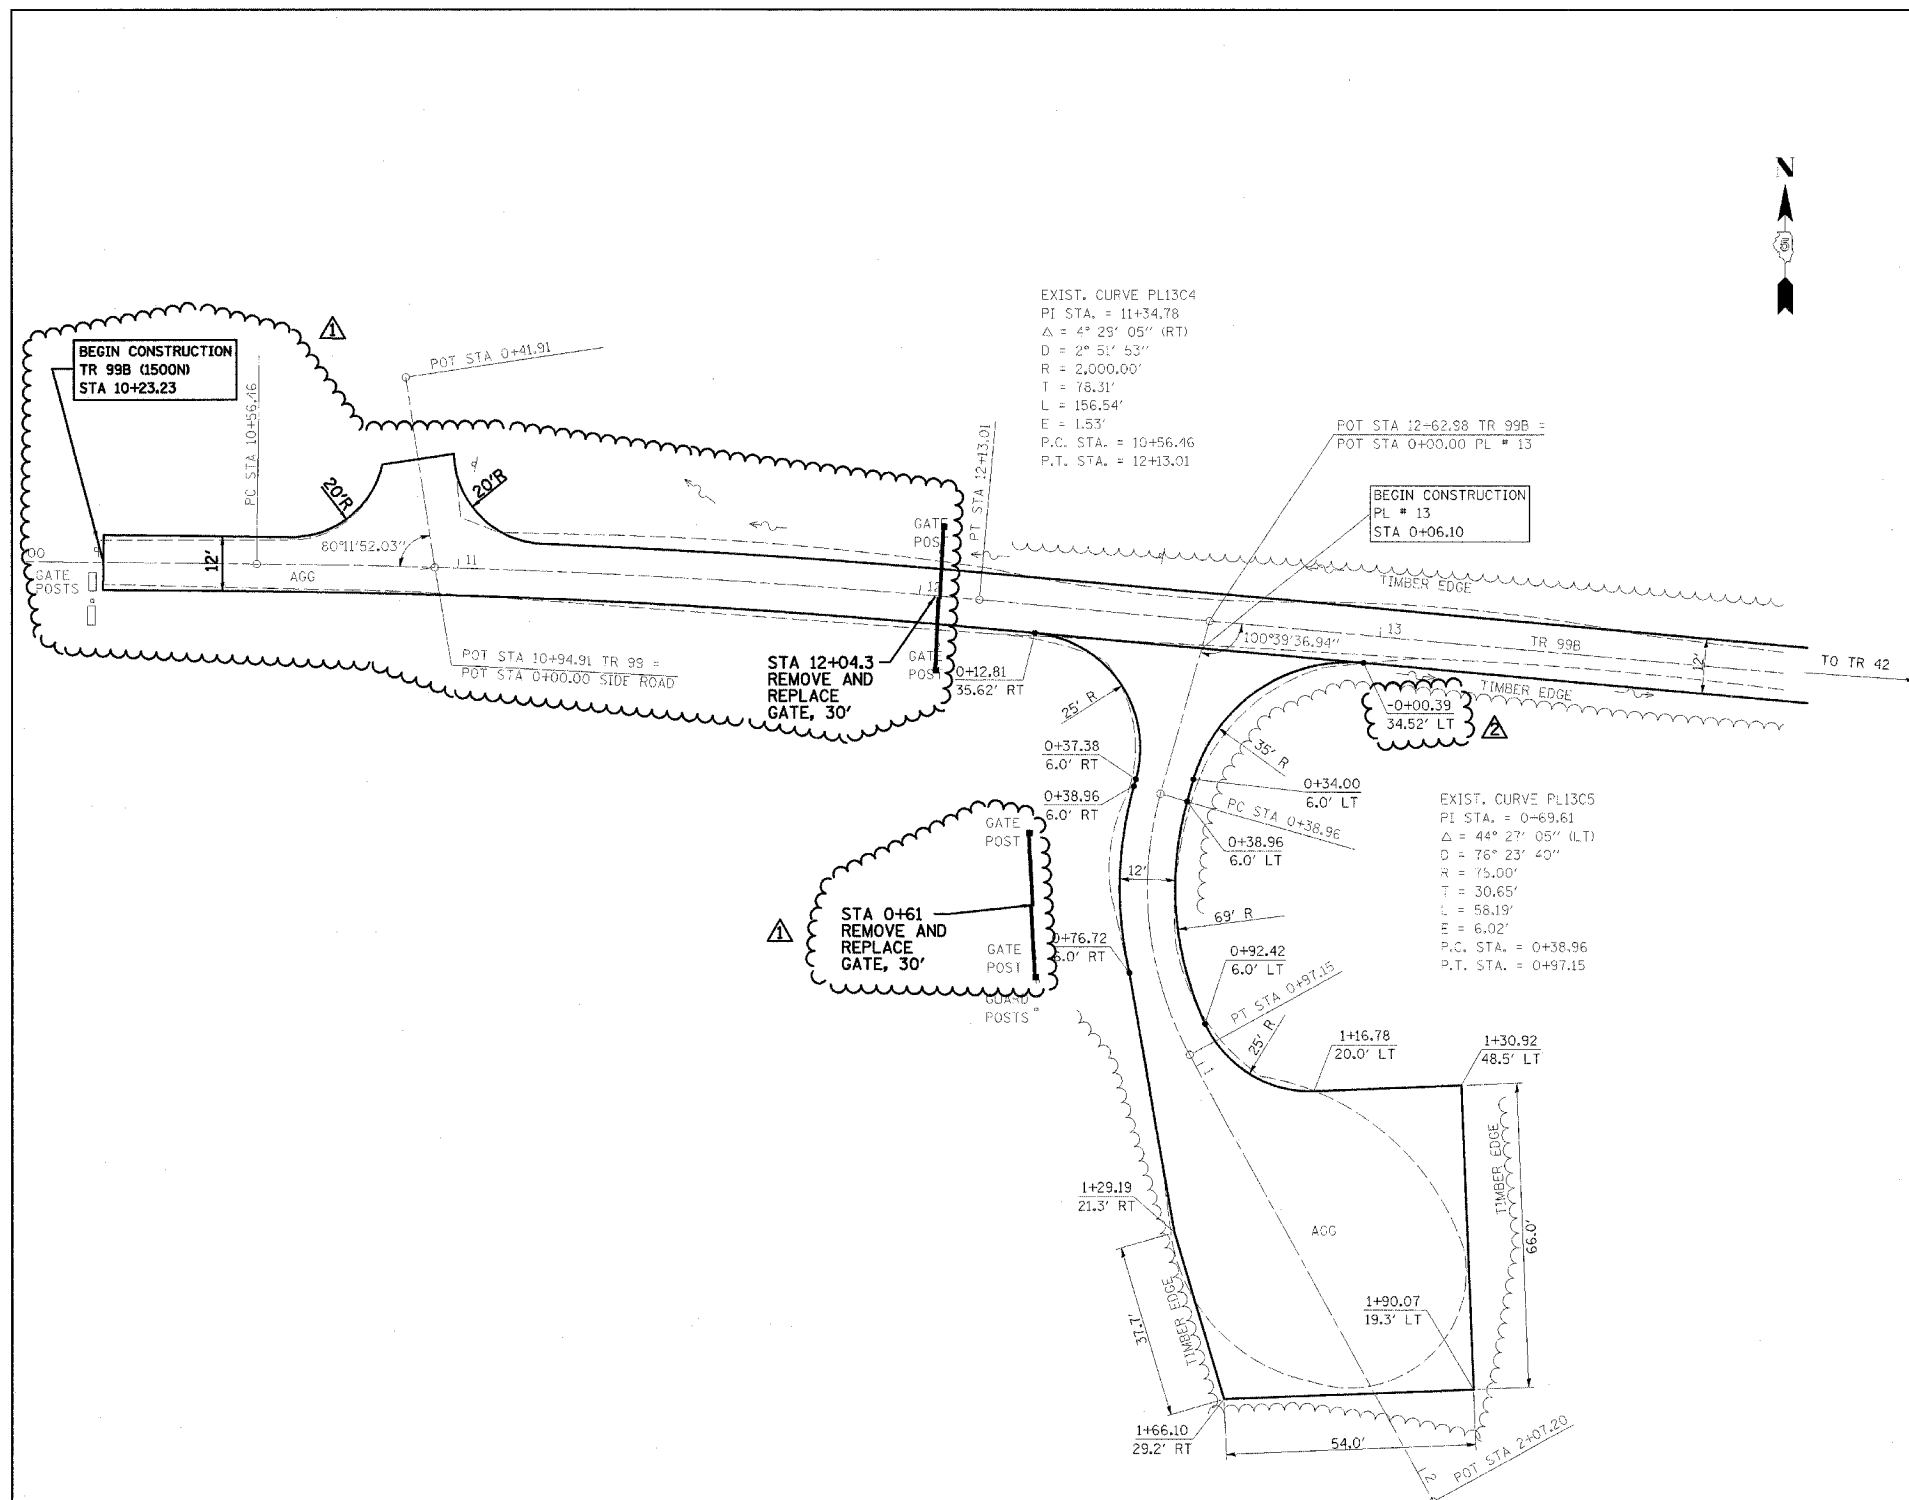 N
EXIST. CURVE PL13C4
PI STA. = 11+34.78
Δ = 4° 29' 05" (RT)
D = 2° 51' 53"
R = 2,000.00'
T = 78.31'
L = 156.54'
E = 1.53'
P.C. STA. = 10+56.46
P.T. STA. = 12+13.01
1
BEGIN CONSTRUCTION
TR 99B (1500N)
STA 10+23.23
POT STA 0+41.91
PC STA 10+56.46
PT STA 12+13.01
POT STA 12+62.98 TR 99B =
POT STA 0+00.00 PL # 13
BEGIN CONSTRUCTION
PL # 13
STA 0+06.10
20'R
20'R
GATE
POST
80°11'52.03"
12'
00
GATE
POSTS
AGG
11
12
TIMBER EDGE
13
100°39'36.94"
TR 99B
12'
TO TR 42
POT STA 10+94.91 TR 99 =
POT STA 0+00.00 SIDE ROAD
STA 12+04.3
REMOVE AND
REPLACE
GATE, 30'
GATE
POST
0+12.81
35.62' RT
TIMBER EDGE
-0+00.39
34.52' LT
2
25' R
35' R
0+37.38
6.0' RT
0+38.96
6.0' RT
0+34.00
6.0' LT
PC STA 0+38.96
0+38.96
6.0' LT
EXIST. CURVE PL13C5
PI STA. = 0+69.61
Δ = 44° 27' 05" (LT)
D = 76° 23' 40"
R = 75.00'
T = 30.65'
L = 58.19'
E = 6.02'
P.C. STA. = 0+38.96
P.T. STA. = 0+97.15
GATE
POST
12'
1
STA 0+61
REMOVE AND
REPLACE
GATE, 30'
69' R
GATE
POST
0+76.72
6.0' RT
0+92.42
6.0' LT
GUARD
POSTS
PT STA 0+97.15
25' R
1
1+16.78
20.0' LT
1+30.92
48.5' LT
TIMBER EDGE
66.0'
1+29.19
21.3' RT
AGG
37.7'
TIMBER EDGE
1+90.07
19.3' LT
1+66.10
29.2' RT
54.0'
2
POT STA 2+07.20